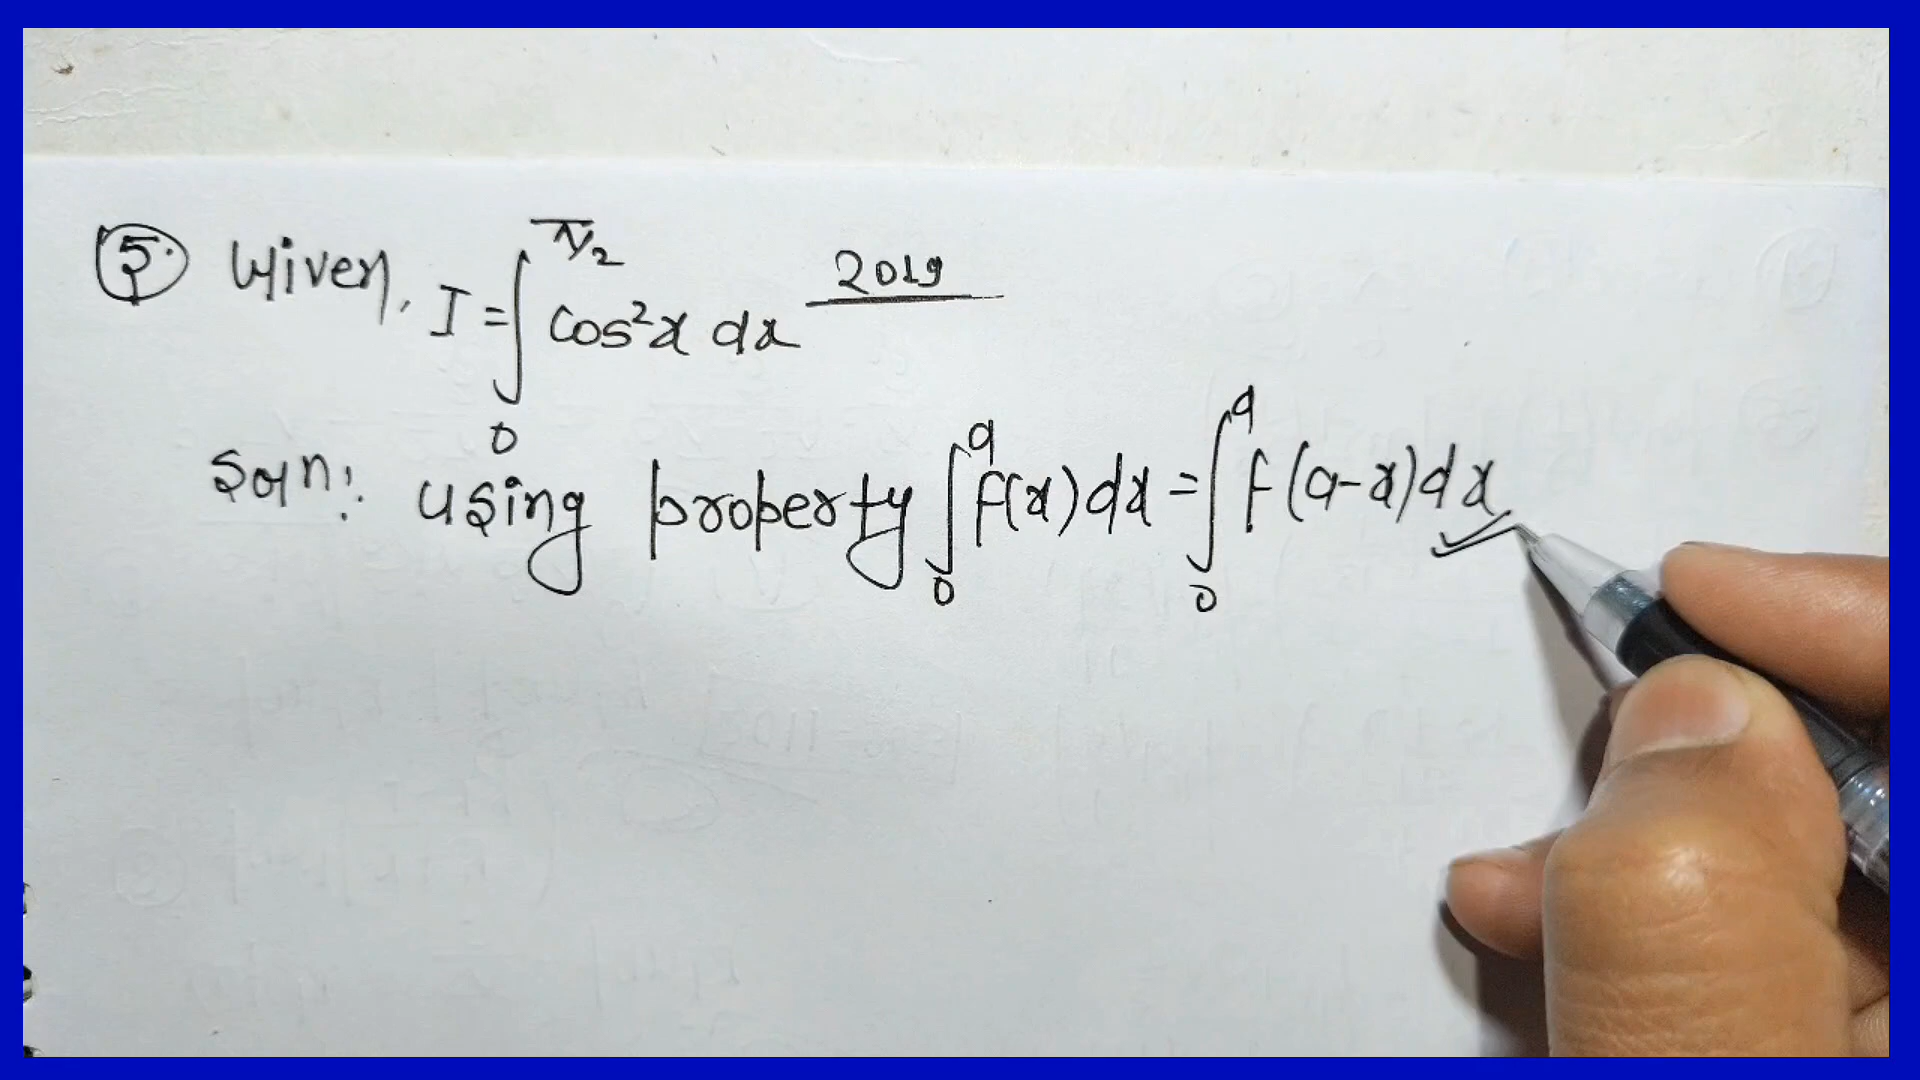 5. Given, I = ∫₀^π/2 cos²x dx 2019
Soln: using property ∫₀^a f(x) dx = ∫₀^a f(a-x) dx